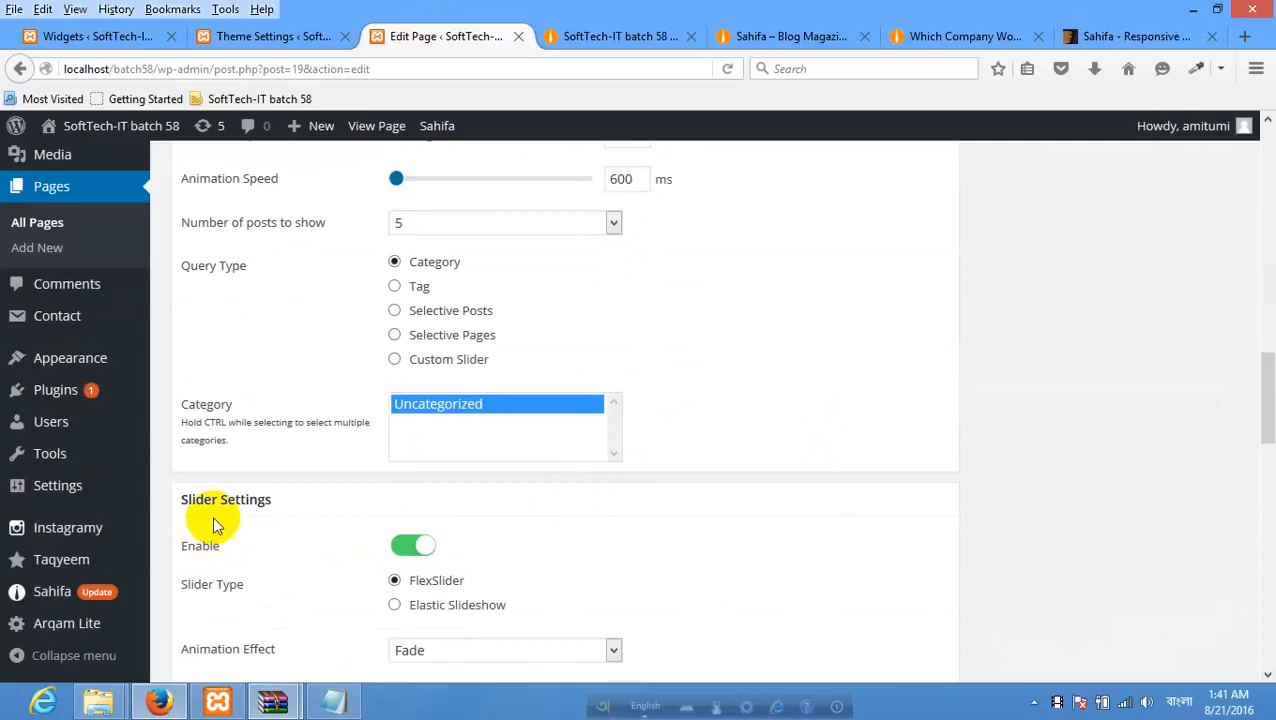 File Edit View History Bookmarks Tools Help
Widgets ‹ SoftTech-I...
Theme Settings ‹ Soft...
Edit Page ‹ SoftTech-...
SoftTech-IT batch 58 ...
Sahifa – Blog Magazi...
Which Company Wo...
Sahifa - Responsive ...
localhost/batch58/wp-admin/post.php?post=19&action=edit
Search
Most Visited Getting Started SoftTech-IT batch 58
SoftTech-IT batch 58 5 0 New View Page Sahifa Howdy, amitumi
Media
Pages
All Pages
Add New
Comments
Contact
Appearance
Plugins 1
Users
Tools
Settings
Instagramy
Taqyeem
Sahifa Update
Arqam Lite
Collapse menu
Animation Speed 600 ms
Number of posts to show 5
Query Type
Category
Tag
Selective Posts
Selective Pages
Custom Slider
Category
Hold CTRL while selecting to select multiple
categories.
Uncategorized
Slider Settings
Enable
Slider Type
FlexSlider
Elastic Slideshow
Animation Effect Fade
অ English
বাংলা
1:41 AM
8/21/2016